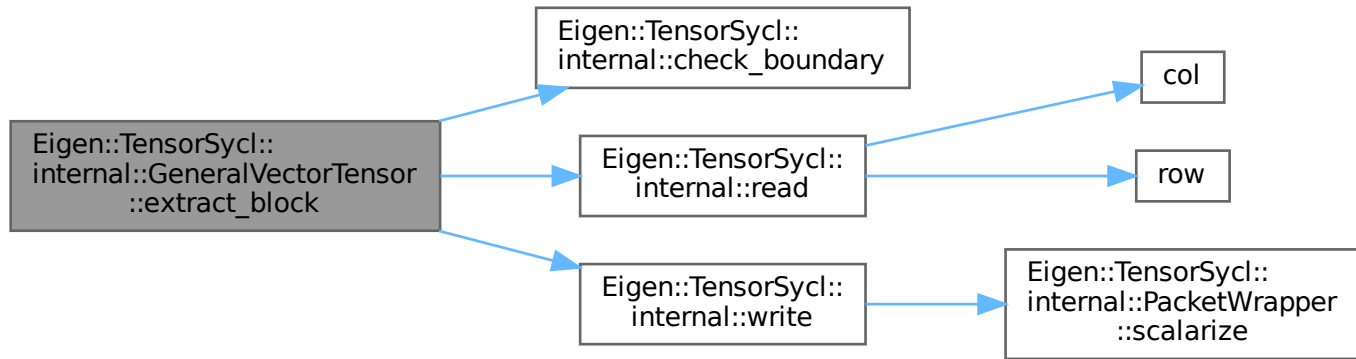 Eigen::TensorSycl::
internal::GeneralVectorTensor
::extract_block
Eigen::TensorSycl::
internal::check_boundary
Eigen::TensorSycl::
internal::read
col
row
Eigen::TensorSycl::
internal::write
Eigen::TensorSycl::
internal::PacketWrapper
::scalarize